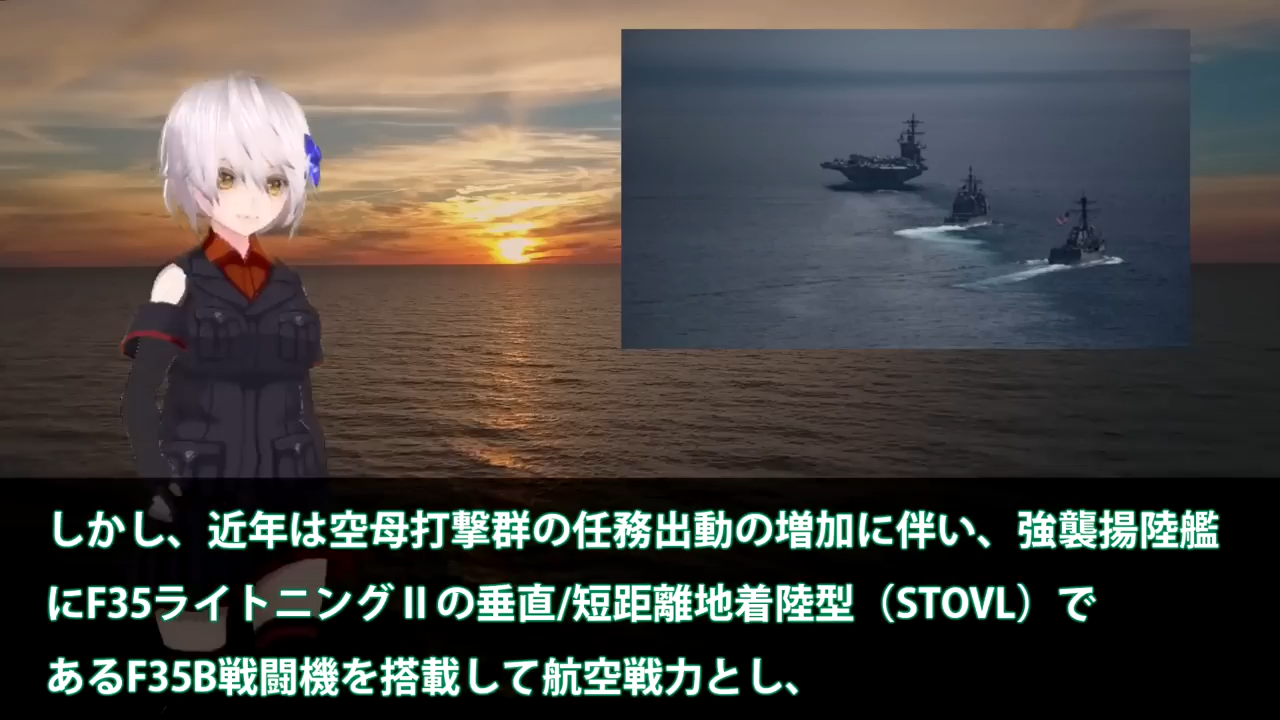 しかし、近年は空母打撃群の任務出動の増加に伴い、強襲揚陸艦
にF35ライトニングⅡの垂直/短距離地着陸型（STOVL）で
あるF35B戦闘機を搭載して航空戦力とし、